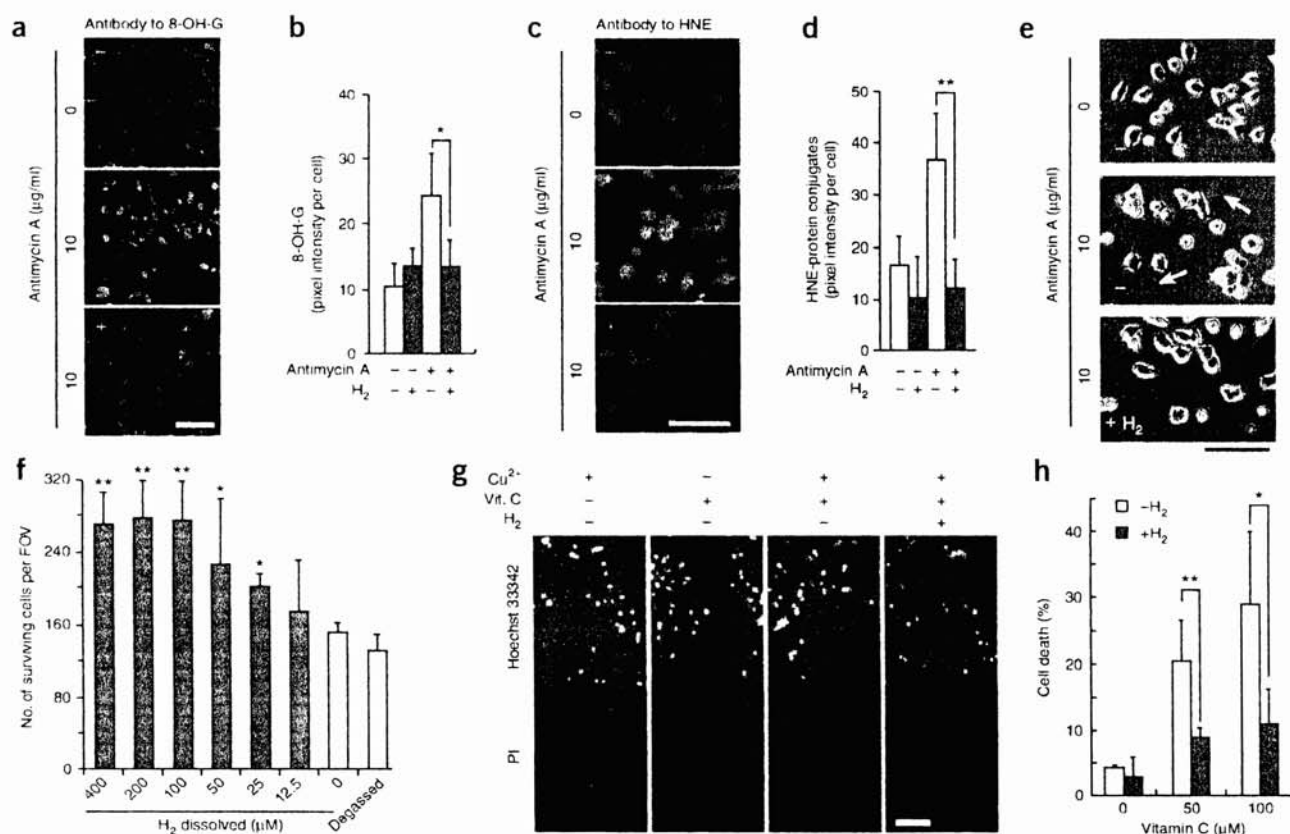 a
Antibody to 8-OH-G
Antimycin A (µg/ml)
0
10
10
b
8-OH-G
(pixel intensity per cell)
40
30
20
10
0
Antimycin A – – + +
H₂ – + – +
*
c
Antibody to HNE
Antimycin A (µg/ml)
0
10
10
d
HNE-protein conjugates
(pixel intensity per cell)
50
40
30
20
10
0
**
Antimycin A – – + +
H₂ – + – +
e
Antimycin A (µg/ml)
0
10
10
+ H₂
f
No. of surviving cells per FOV
320
240
160
80
0
** ** ** * *
400 200 100 50 25 12.5 0 Degassed
H₂ dissolved (µM)
g
Cu²⁺ + – + +
Vit. C – + + +
H₂ – – – +
Hoechst 33342
PI
h
Cell death (%)
40
30
20
10
0
–H₂
+H₂
**
*
0 50 100
Vitamin C (µM)